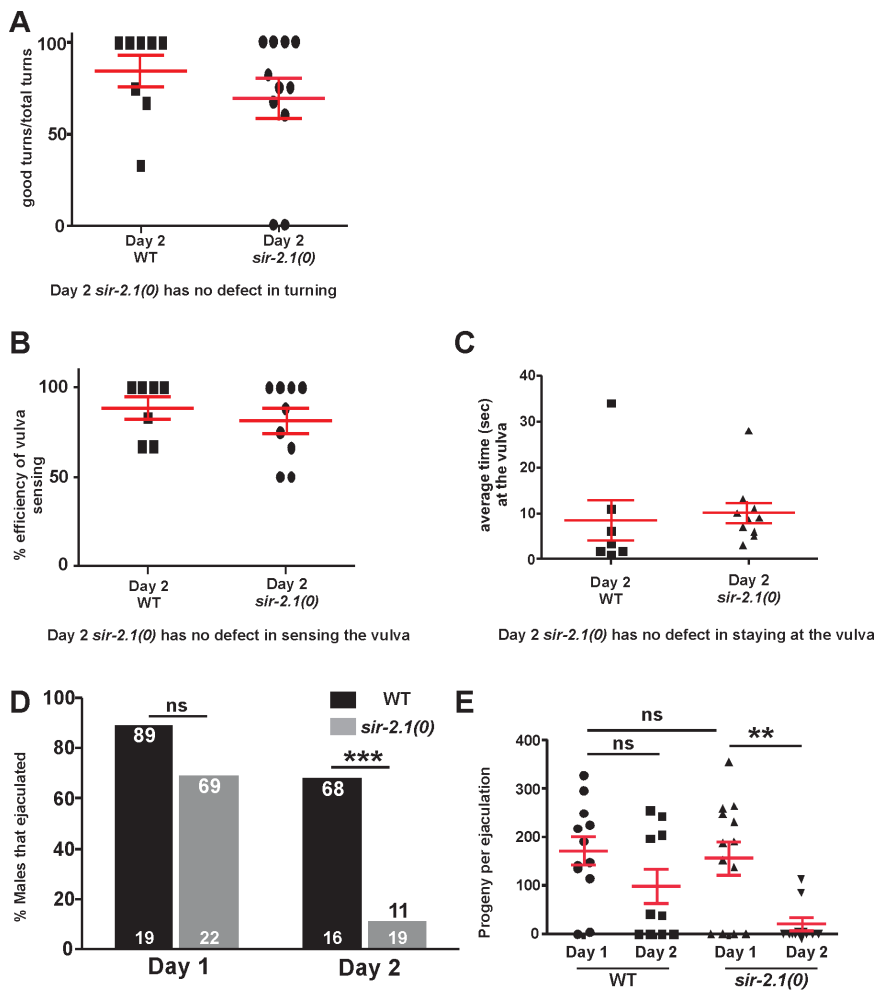 A
good turns/total turns
100
50
0
Day 2
WT
Day 2
sir-2.1(0)
Day 2 sir-2.1(0) has no defect in turning
B
% efficiency of vulva
sensing
100
50
0
Day 2
WT
Day 2
sir-2.1(0)
Day 2 sir-2.1(0) has no defect in sensing the vulva
C
average time (sec)
at the vulva
40
30
20
10
0
Day 2
WT
Day 2
sir-2.1(0)
Day 2 sir-2.1(0) has no defect in staying at the vulva
D
% Males that ejaculated
100
80
60
40
20
0
WT
sir-2.1(0)
ns
***
89
69
68
11
19
22
16
19
Day 1
Day 2
E
Progeny per ejaculation
400
300
200
100
0
ns
ns
**
Day 1
Day 2
Day 1
Day 2
WT
sir-2.1(0)